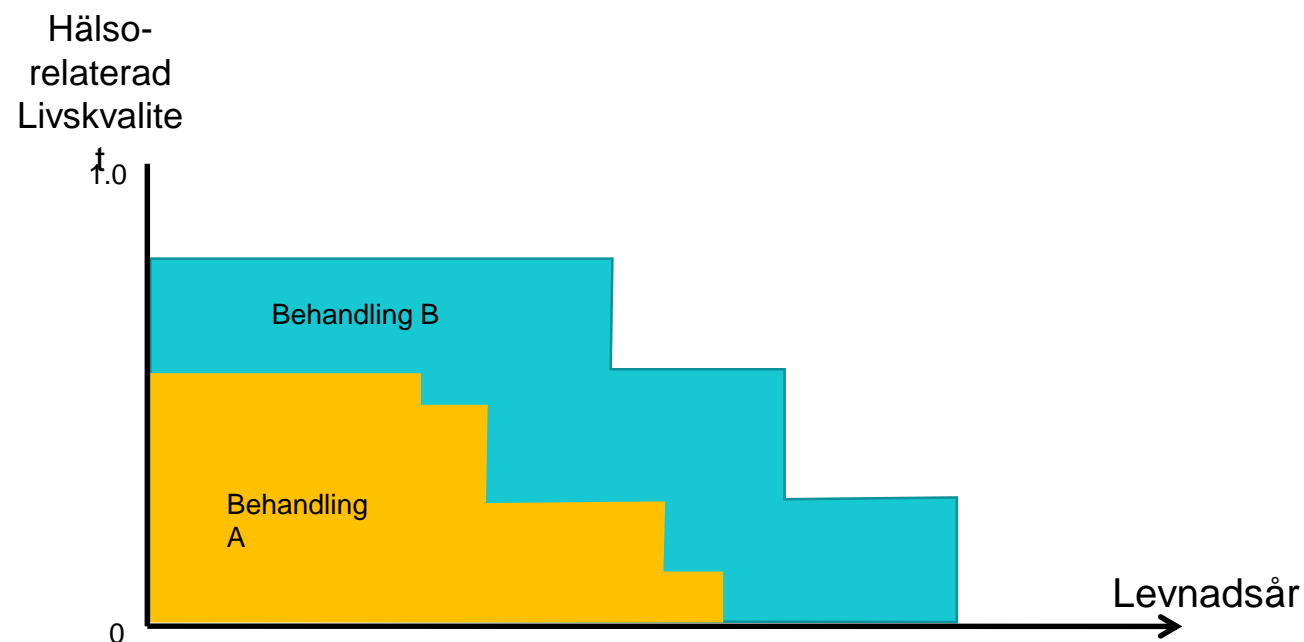 Hälso-
relaterad
Livskvalite
t
1.0
Behandling B
Behandling
A
Levnadsår
0